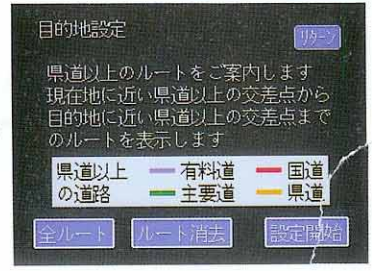 目的地設定
リターン
県道以上のルートをご案内します
現在地に近い県道以上の交差点から
目的地に近い県道以上の交差点まで
のルートを表示します
県道以上 有料道 国道
の道路 主要道 県道
全ルート ルート消去 設定開始